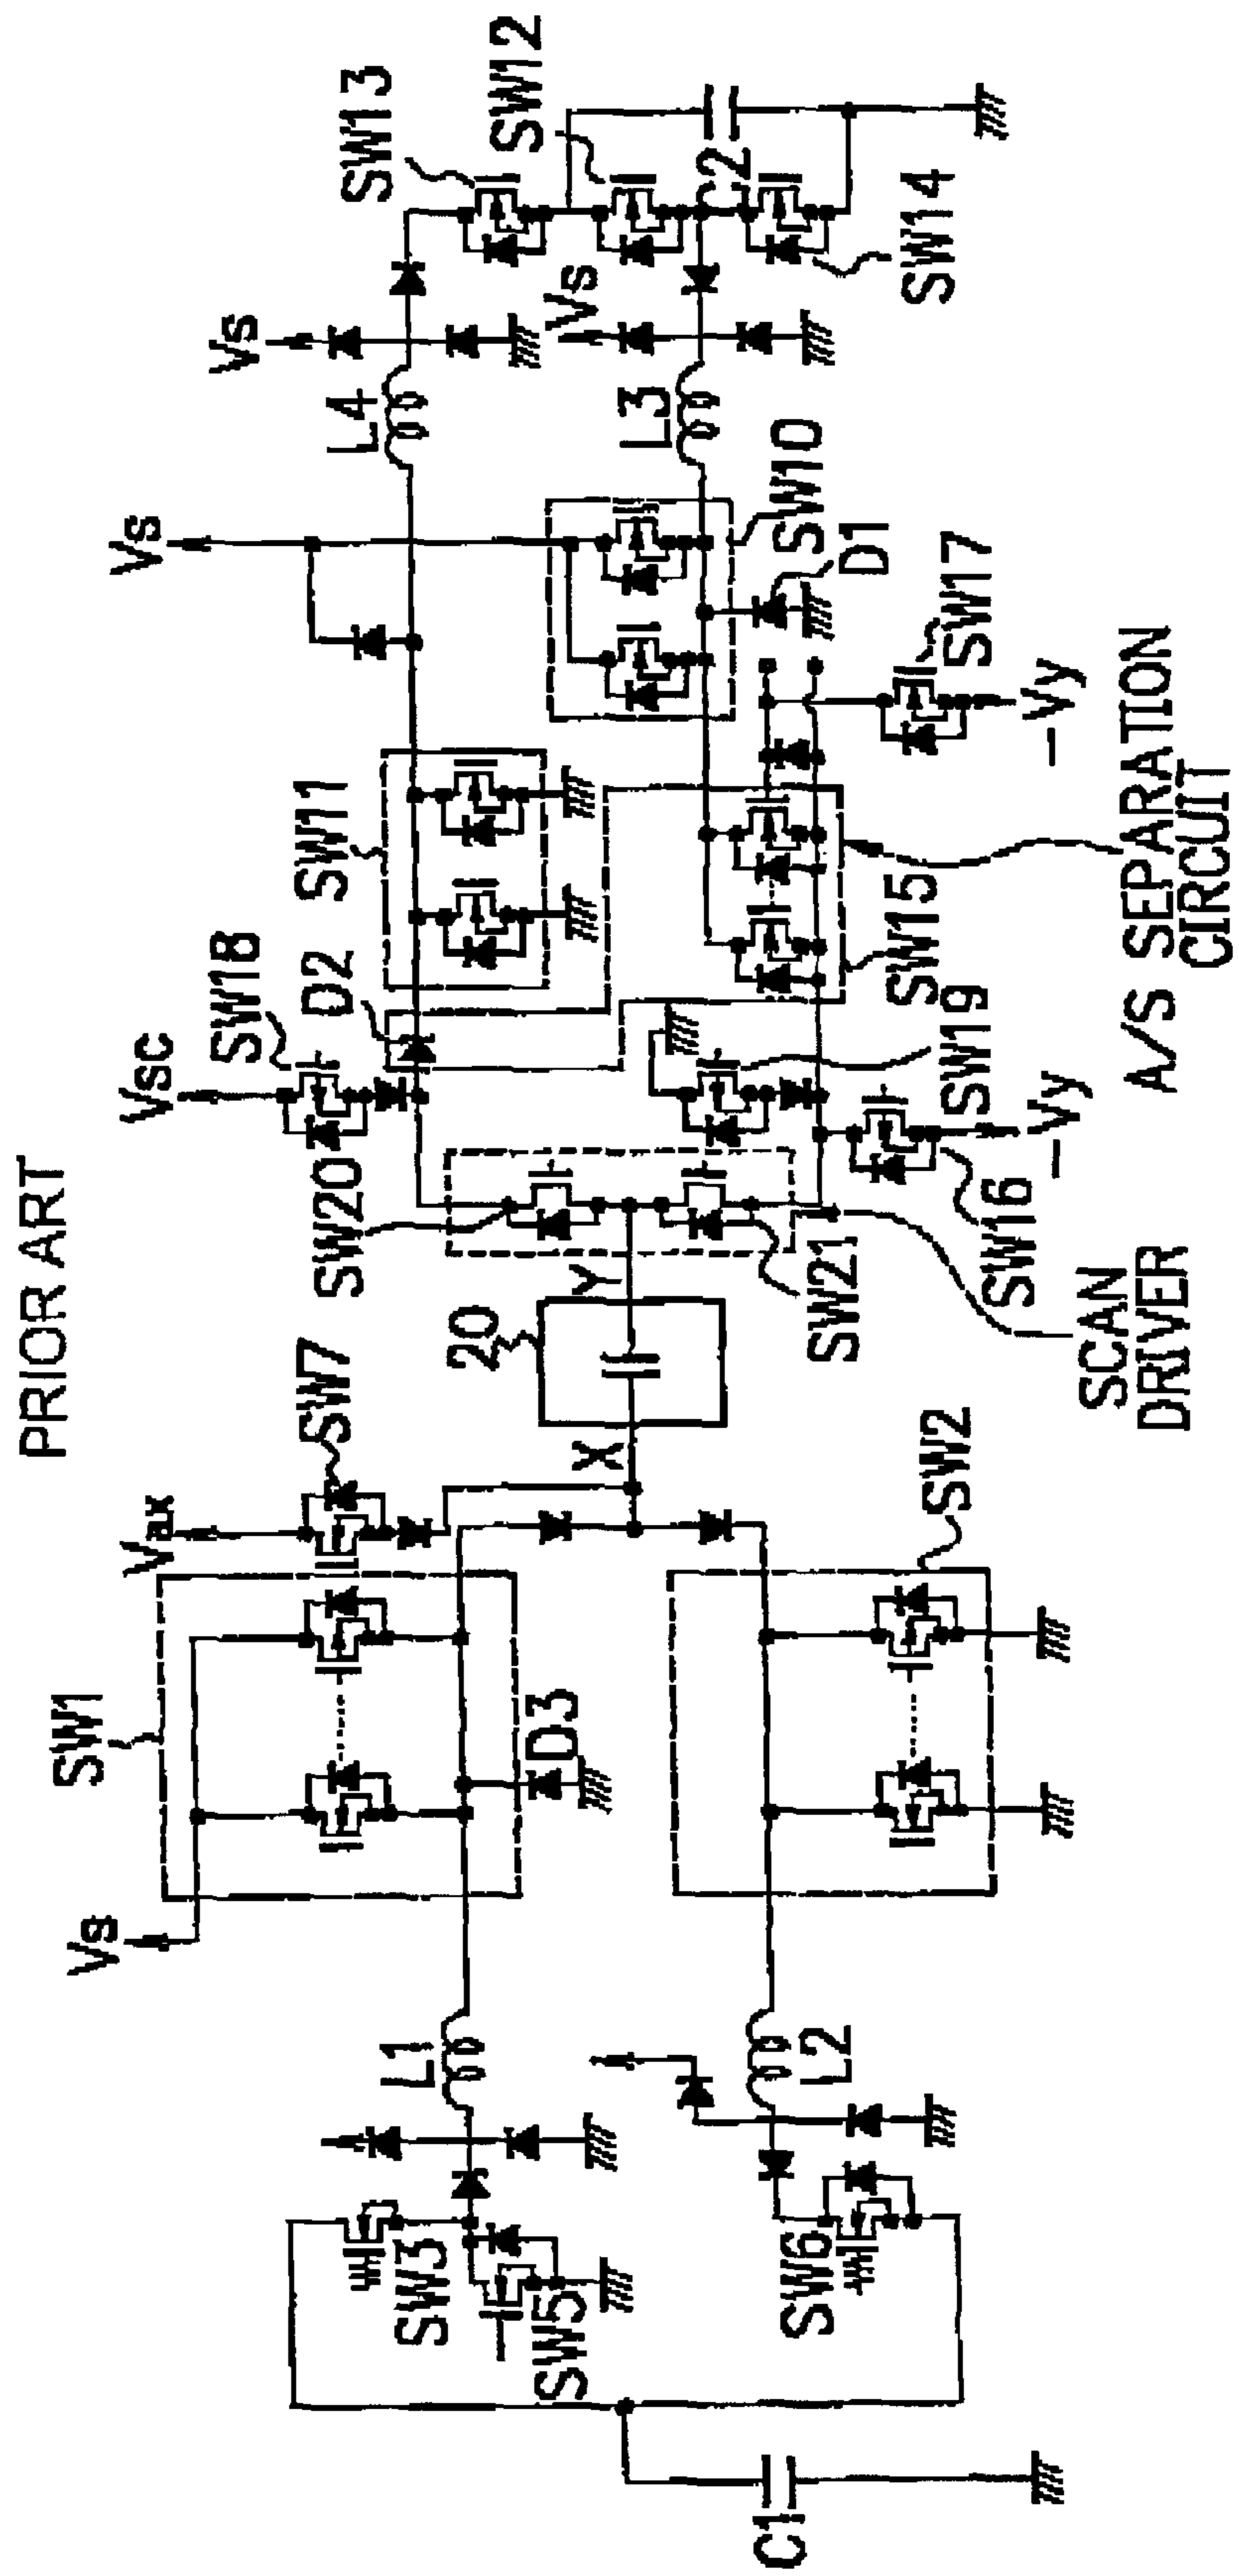 PRIOR ART
Vs
SW1
Vax
SW7
L1
D3
SW3
SW5
C1
L2
SW6
SW2
X
20
Y
Vsc
SW18
D2
SW20
SW21
SCAN
DRIVER
SW16
-Vy
SW19
SW15
A/S SEPARATION
CIRCUIT
SW11
Vs
SW10
D1
SW17
-Vy
L4
L3
Vs
Vs
SW13
SW12
C2
SW14